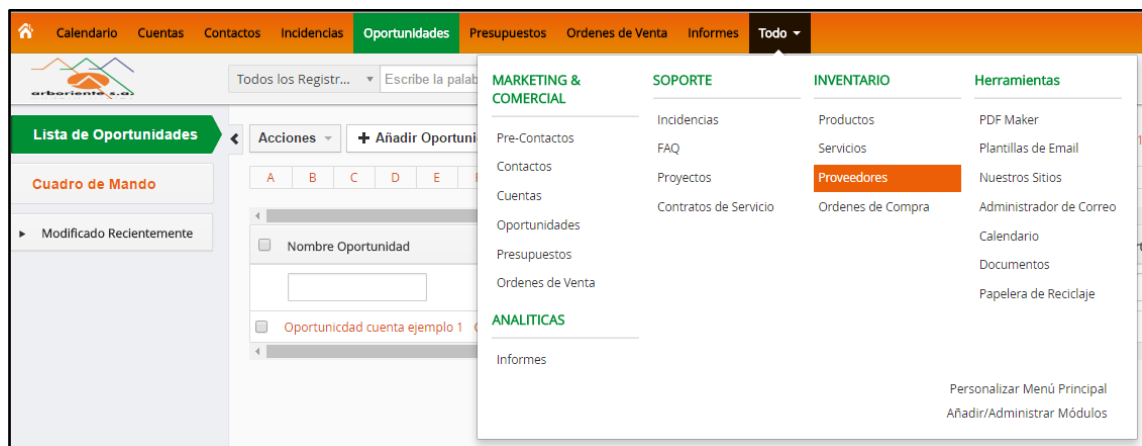 Calendario Cuentas Contactos Incidencias Oportunidades Presupuestos Ordenes de Venta Informes Todo
arboriente s.a.
Todos los Registr... Escribe la palab
Lista de Oportunidades
Cuadro de Mando
Modificado Recientemente
Acciones + Añadir Oportuni
A B C D E
Nombre Oportunidad
Oportunicdad cuenta ejemplo 1
MARKETING &
COMERCIAL
Pre-Contactos
Contactos
Cuentas
Oportunidades
Presupuestos
Ordenes de Venta
ANALITICAS
Informes
SOPORTE
Incidencias
FAQ
Proyectos
Contratos de Servicio
INVENTARIO
Productos
Servicios
Proveedores
Ordenes de Compra
Herramientas
PDF Maker
Plantillas de Email
Nuestros Sitios
Administrador de Correo
Calendario
Documentos
Papelera de Reciclaje
Personalizar Menú Principal
Añadir/Administrar Módulos